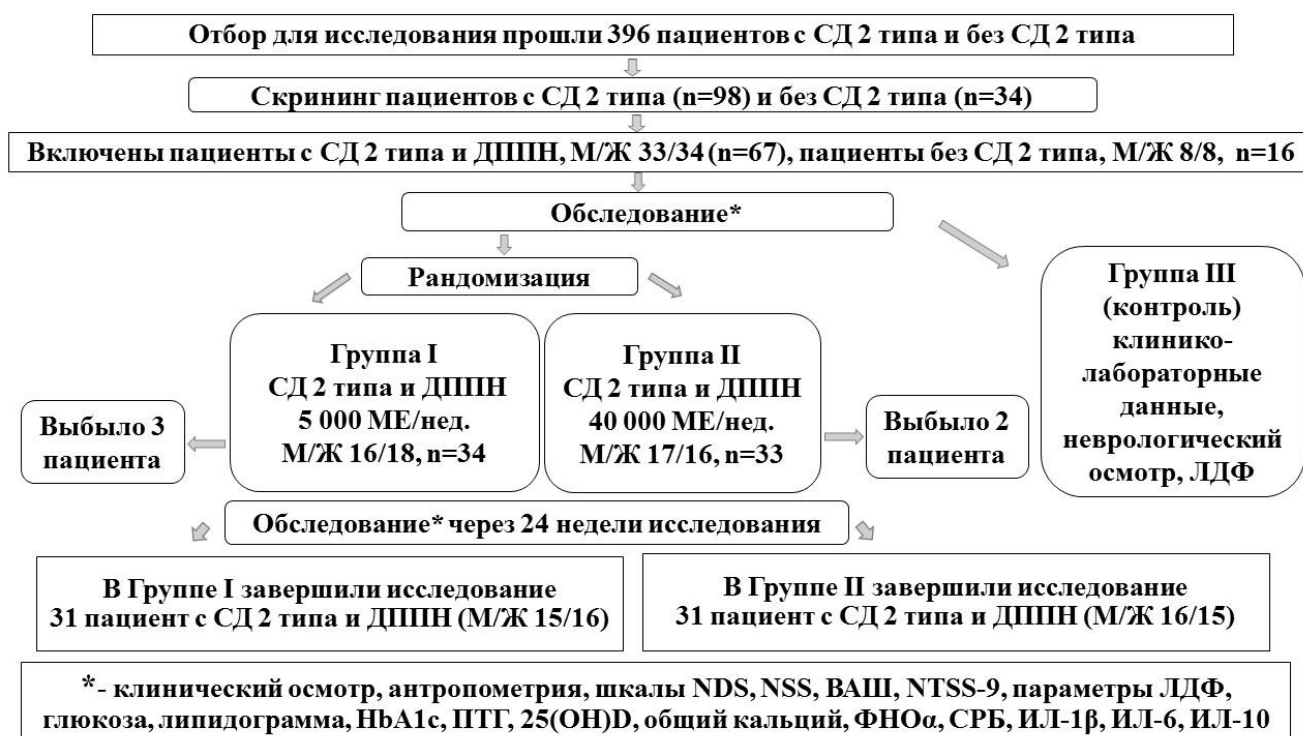 Отбор для исследования прошли 396 пациентов с СД 2 типа и без СД 2 типа
Скрининг пациентов с СД 2 типа (n=98) и без СД 2 типа (n=34)
Включены пациенты с СД 2 типа и ДППН, М/Ж 33/34 (n=67), пациенты без СД 2 типа, М/Ж 8/8, n=16
Обследование*
Рандомизация
Группа I
СД 2 типа и ДППН
5 000 МЕ/нед.
М/Ж 16/18, n=34
Группа II
СД 2 типа и ДППН
40 000 МЕ/нед.
М/Ж 17/16, n=33
Группа III
(контроль)
клинико-
лабораторные
данные,
неврологический
осмотр, ЛДФ
Выбыло 3
пациента
Выбыло 2
пациента
Обследование* через 24 недели исследования
В Группе I завершили исследование
31 пациент с СД 2 типа и ДППН (М/Ж 15/16)
В Группе II завершили исследование
31 пациент с СД 2 типа и ДППН (М/Ж 16/15)
*- клинический осмотр, антропометрия, шкалы NDS, NSS, ВАШ, NTSS-9, параметры ЛДФ,
глюкоза, липидограмма, HbA1c, ПТГ, 25(OH)D, общий кальций, ФНОα, СРБ, ИЛ-1β, ИЛ-6, ИЛ-10